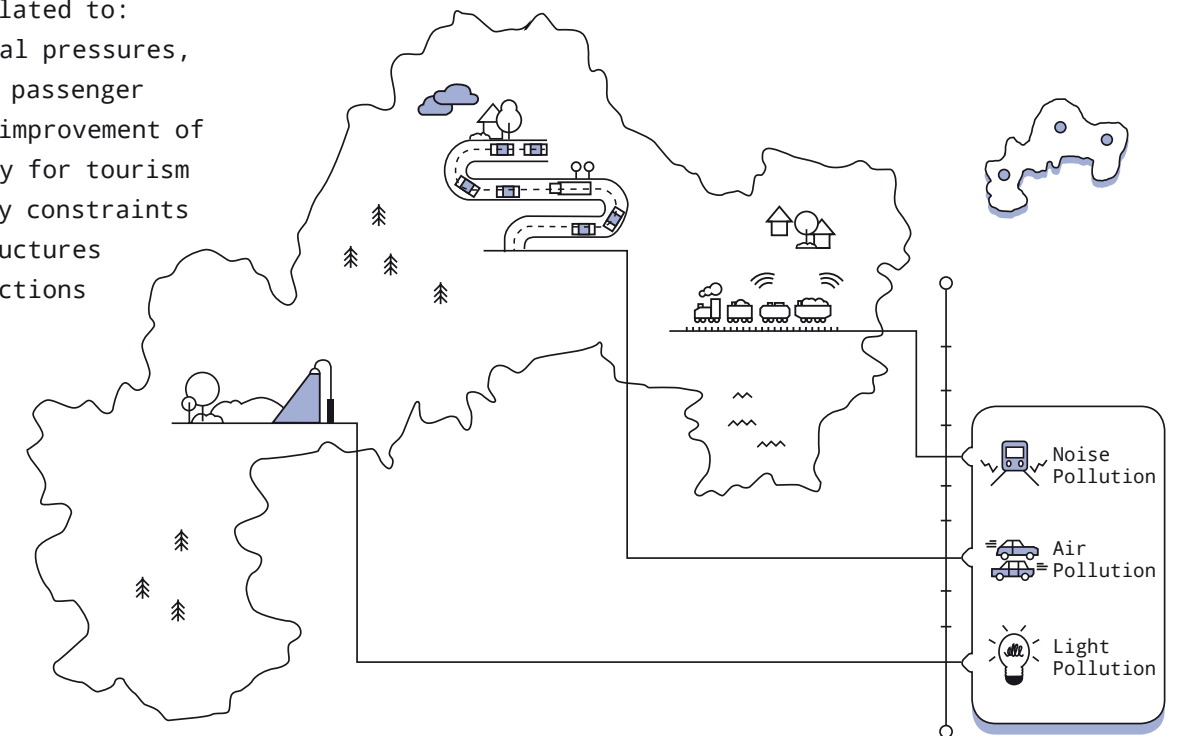 lated to:
al pressures,
passenger
improvement of
y for tourism
y constraints
uctures
ctions
Noise
Pollution
Air
Pollution
Light
Pollution